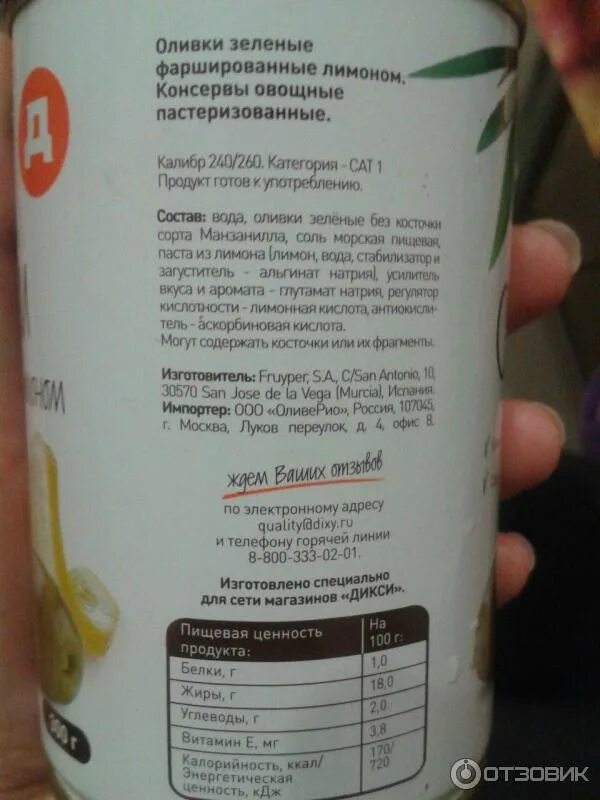 Оливки зеленые
фаршированные лимоном.
Консервы овощные
пастеризованные.
Д
Калибр 240/260. Категория - CAT 1
Продукт готов к употреблению.
Состав: вода, оливки зелёные без косточки
сорта Манзанилла, соль морская пищевая,
паста из лимона (лимон, вода, стабилизатор и
загуститель - альгинат натрия), усилитель
вкуса и аромата - глутамат натрия, регулятор
кислотности - лимонная кислота, антиокисли-
тель - аскорбиновая кислота.
Могут содержать косточки или их фрагменты.
Изготовитель: Fruyper, S.A., C/San Antonio, 10,
30570 San Jose de la Vega (Murcia), Испания.
Импортер: ООО «ОливеРио», Россия, 107045,
г. Москва, Луков переулок, д. 4, офис 8.
ждем Ваших отзывов
по электронному адресу
quality@dixy.ru
и телефону горячей линии
8-800-333-02-01.
Изготовлено специально
для сети магазинов «ДИКСИ».
Пищевая ценность продукта: На 100 г:
Белки, г 1,0
Жиры, г 18,0
Углеводы, г 2,0
Витамин Е, мг 3,8
Калорийность, ккал/ 170/
Энергетическая 720
ценность, кДж
300 г
ОТЗОВИК